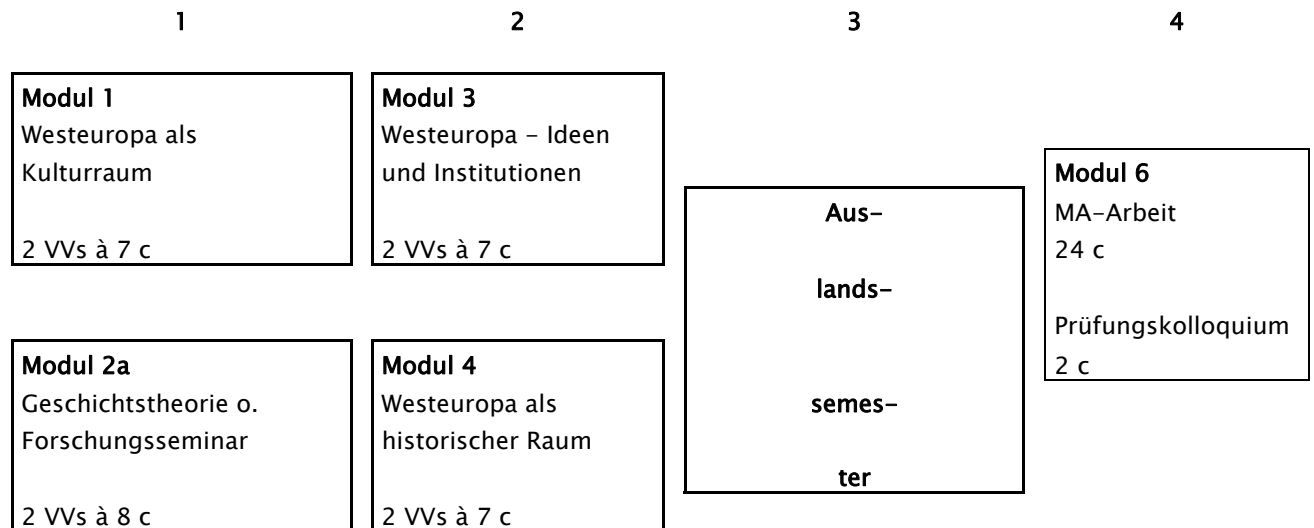 1
2
3
4
Modul 1
Westeuropa als
Kulturraum
2 VVs à 7 c
Modul 3
Westeuropa – Ideen
und Institutionen
2 VVs à 7 c
Modul 2a
Geschichtstheorie o.
Forschungsseminar
2 VVs à 8 c
Modul 4
Westeuropa als
historischer Raum
2 VVs à 7 c
Aus–
lands–
semes–
ter
Modul 6
MA–Arbeit
24 c
Prüfungskolloquium
2 c